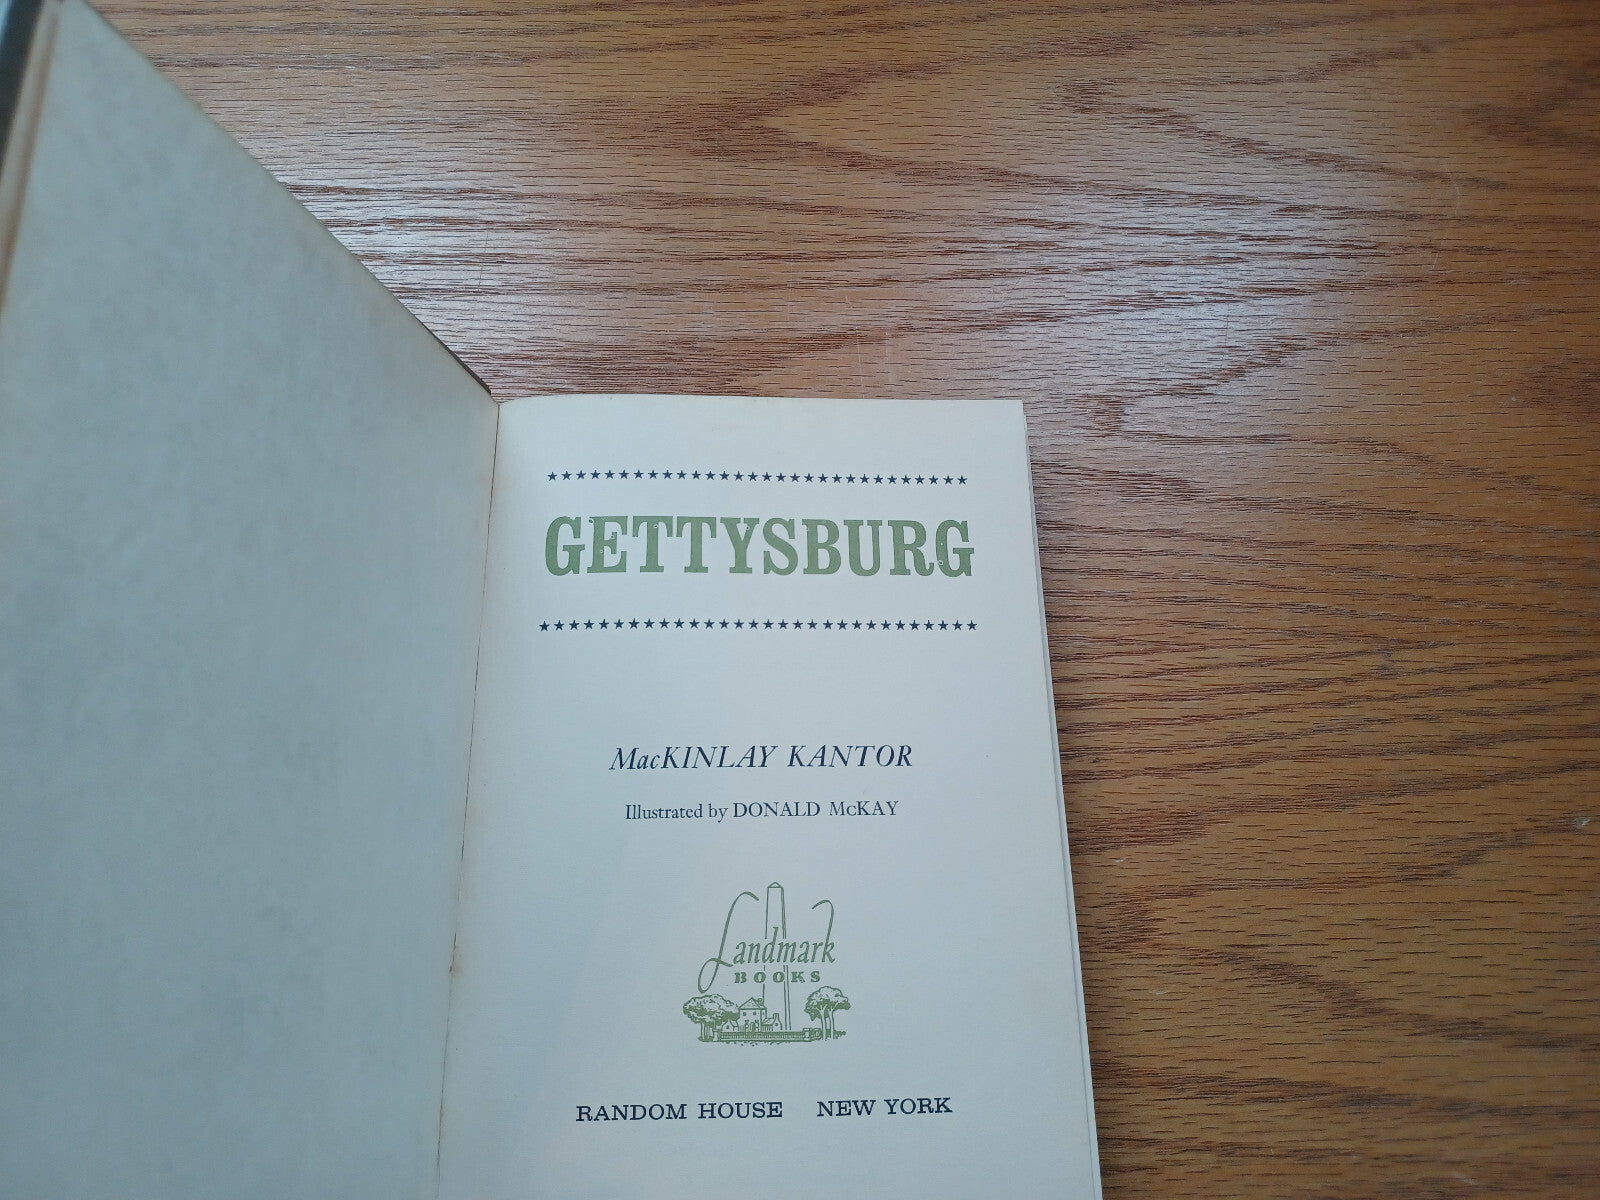 GETTYSBURG
MacKINLAY KANTOR
Illustrated by DONALD McKAY
Landmark
BOOKS
RANDOM HOUSE NEW YORK